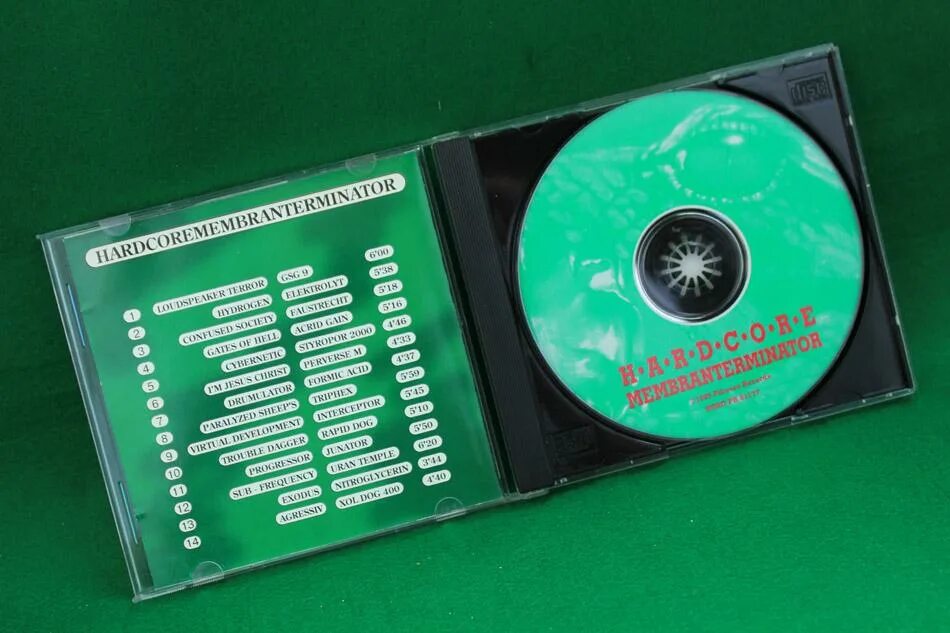 HARDCOREMEMBRANTERMINATOR
1 LOUDSPEAKER TERROR GSG 9 6'00
2 HYDROGEN ELEKTROLYT 5'38
3 CONFUSED SOCIETY FAUSTRECHT 5'18
4 GATES OF HELL ACRID GAIN 5'16
5 CYBERNETIC STYROPOR 2000 4'46
6 I'M JESUS CHRIST PERVERSE M 4'33
7 DRUMULATOR FORMIC ACID 4'37
8 PARALYZED SHEEP'S TRIPHEN 5'59
9 VIRTUAL DEVELOPMENT INTERCEPTOR 5'45
10 TROUBLE DAGGER RAPID DOG 5'10
11 PROGRESSOR JUNATOR 5'50
12 SUB - FREQUENCY URAN TEMPLE 6'20
13 EXODUS NITROGLYCERIN 3'44
14 AGRESSIV XOL DOG 400 4'40
disc
H·A·R·D·C·O·R·E
MEMBRANTERMINATOR